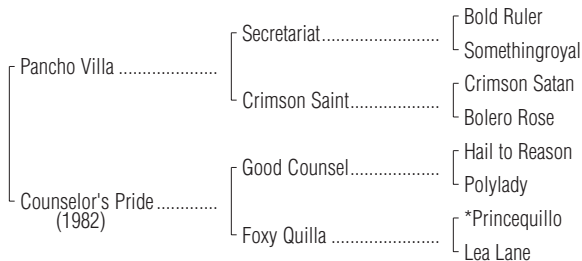 Bold Ruler
Secretariat
Somethingroyal
Pancho Villa
Crimson Satan
Crimson Saint
Bolero Rose
Hail to Reason
Good Counsel
Polylady
Counselor's Pride
(1982)
*Princequillo
Foxy Quilla
Lea Lane